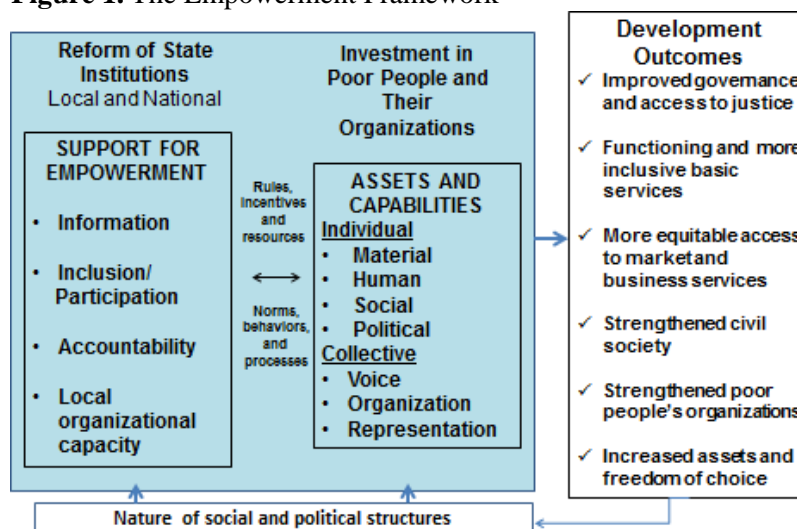 Figure 1. The Empowerment Framework
Reform of State
Institutions
Local and National
SUPPORT FOR
EMPOWERMENT
• Information
• Inclusion/
Participation
• Accountability
• Local
organizational
capacity
Rules,
incentives
and
resources
Norms,
behaviors,
and
processes
Investment in
Poor People and
Their
Organizations
ASSETS AND
CAPABILITIES
Individual
• Material
• Human
• Social
• Political
Collective
• Voice
• Organization
• Representation
Development
Outcomes
✓ Improved governance
and access to justice
✓ Functioning and more
inclusive basic
services
✓ More equitable access
to market and
business services
✓ Strengthened civil
society
✓ Strengthened poor
people's organizations
✓ Increased assets and
freedom of choice
Nature of social and political structures